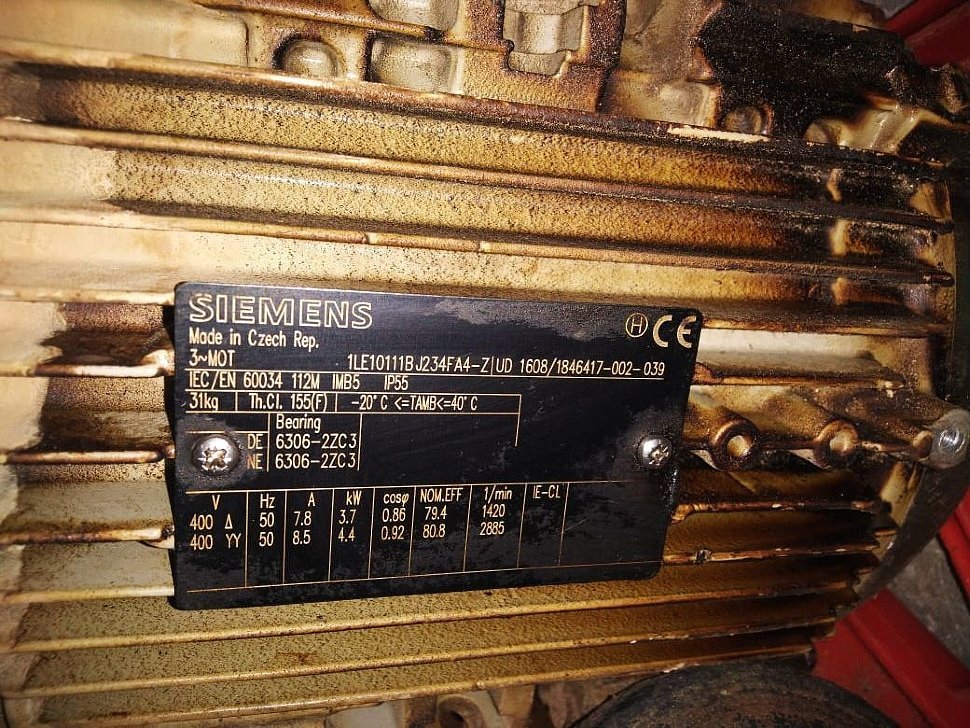 SIEMENS
H CE
Made in Czech Rep.
3~MOT 1LE10111BJ234FA4-Z UD 1608/1846417-002-039
IEC/EN 60034 112M IMB5 IP55
31kg Th.Cl. 155(F) -20°C <=TAMB<=40°C
Bearing
DE 6306-2ZC3
NE 6306-2ZC3
V Hz A kW cosφ NOM.EFF 1/min IE-CL
400 Δ 50 7.8 3.7 0.86 79.4 1420
400 YY 50 8.5 4.4 0.92 80.8 2885